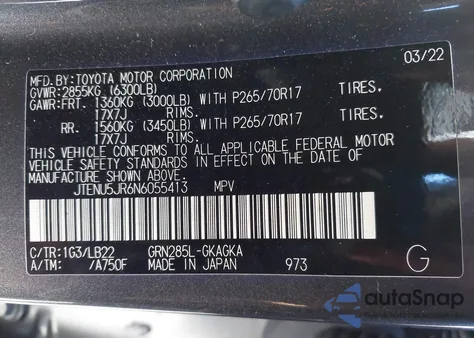 MFD.BY:TOYOTA MOTOR CORPORATION 03/22
GVWR:2855KG (6300LB)
GAWR:FRT. 1360KG (3000LB) WITH P265/70R17 TIRES.
17X7J RIMS.
RR. 1560KG (3450LB) WITH P265/70R17 TIRES.
17X7J RIMS.
THIS VEHICLE CONFORMS TO ALL APPLICABLE FEDERAL MOTOR
VEHICLE SAFETY STANDARDS IN EFFECT ON THE DATE OF
MANUFACTURE SHOWN ABOVE.
JTENU5JR6N6055413 MPV
C/TR:1G3/LB22 GRN285L-GKAGKA
A/TM: /A750F MADE IN JAPAN 973 G
autoSnap